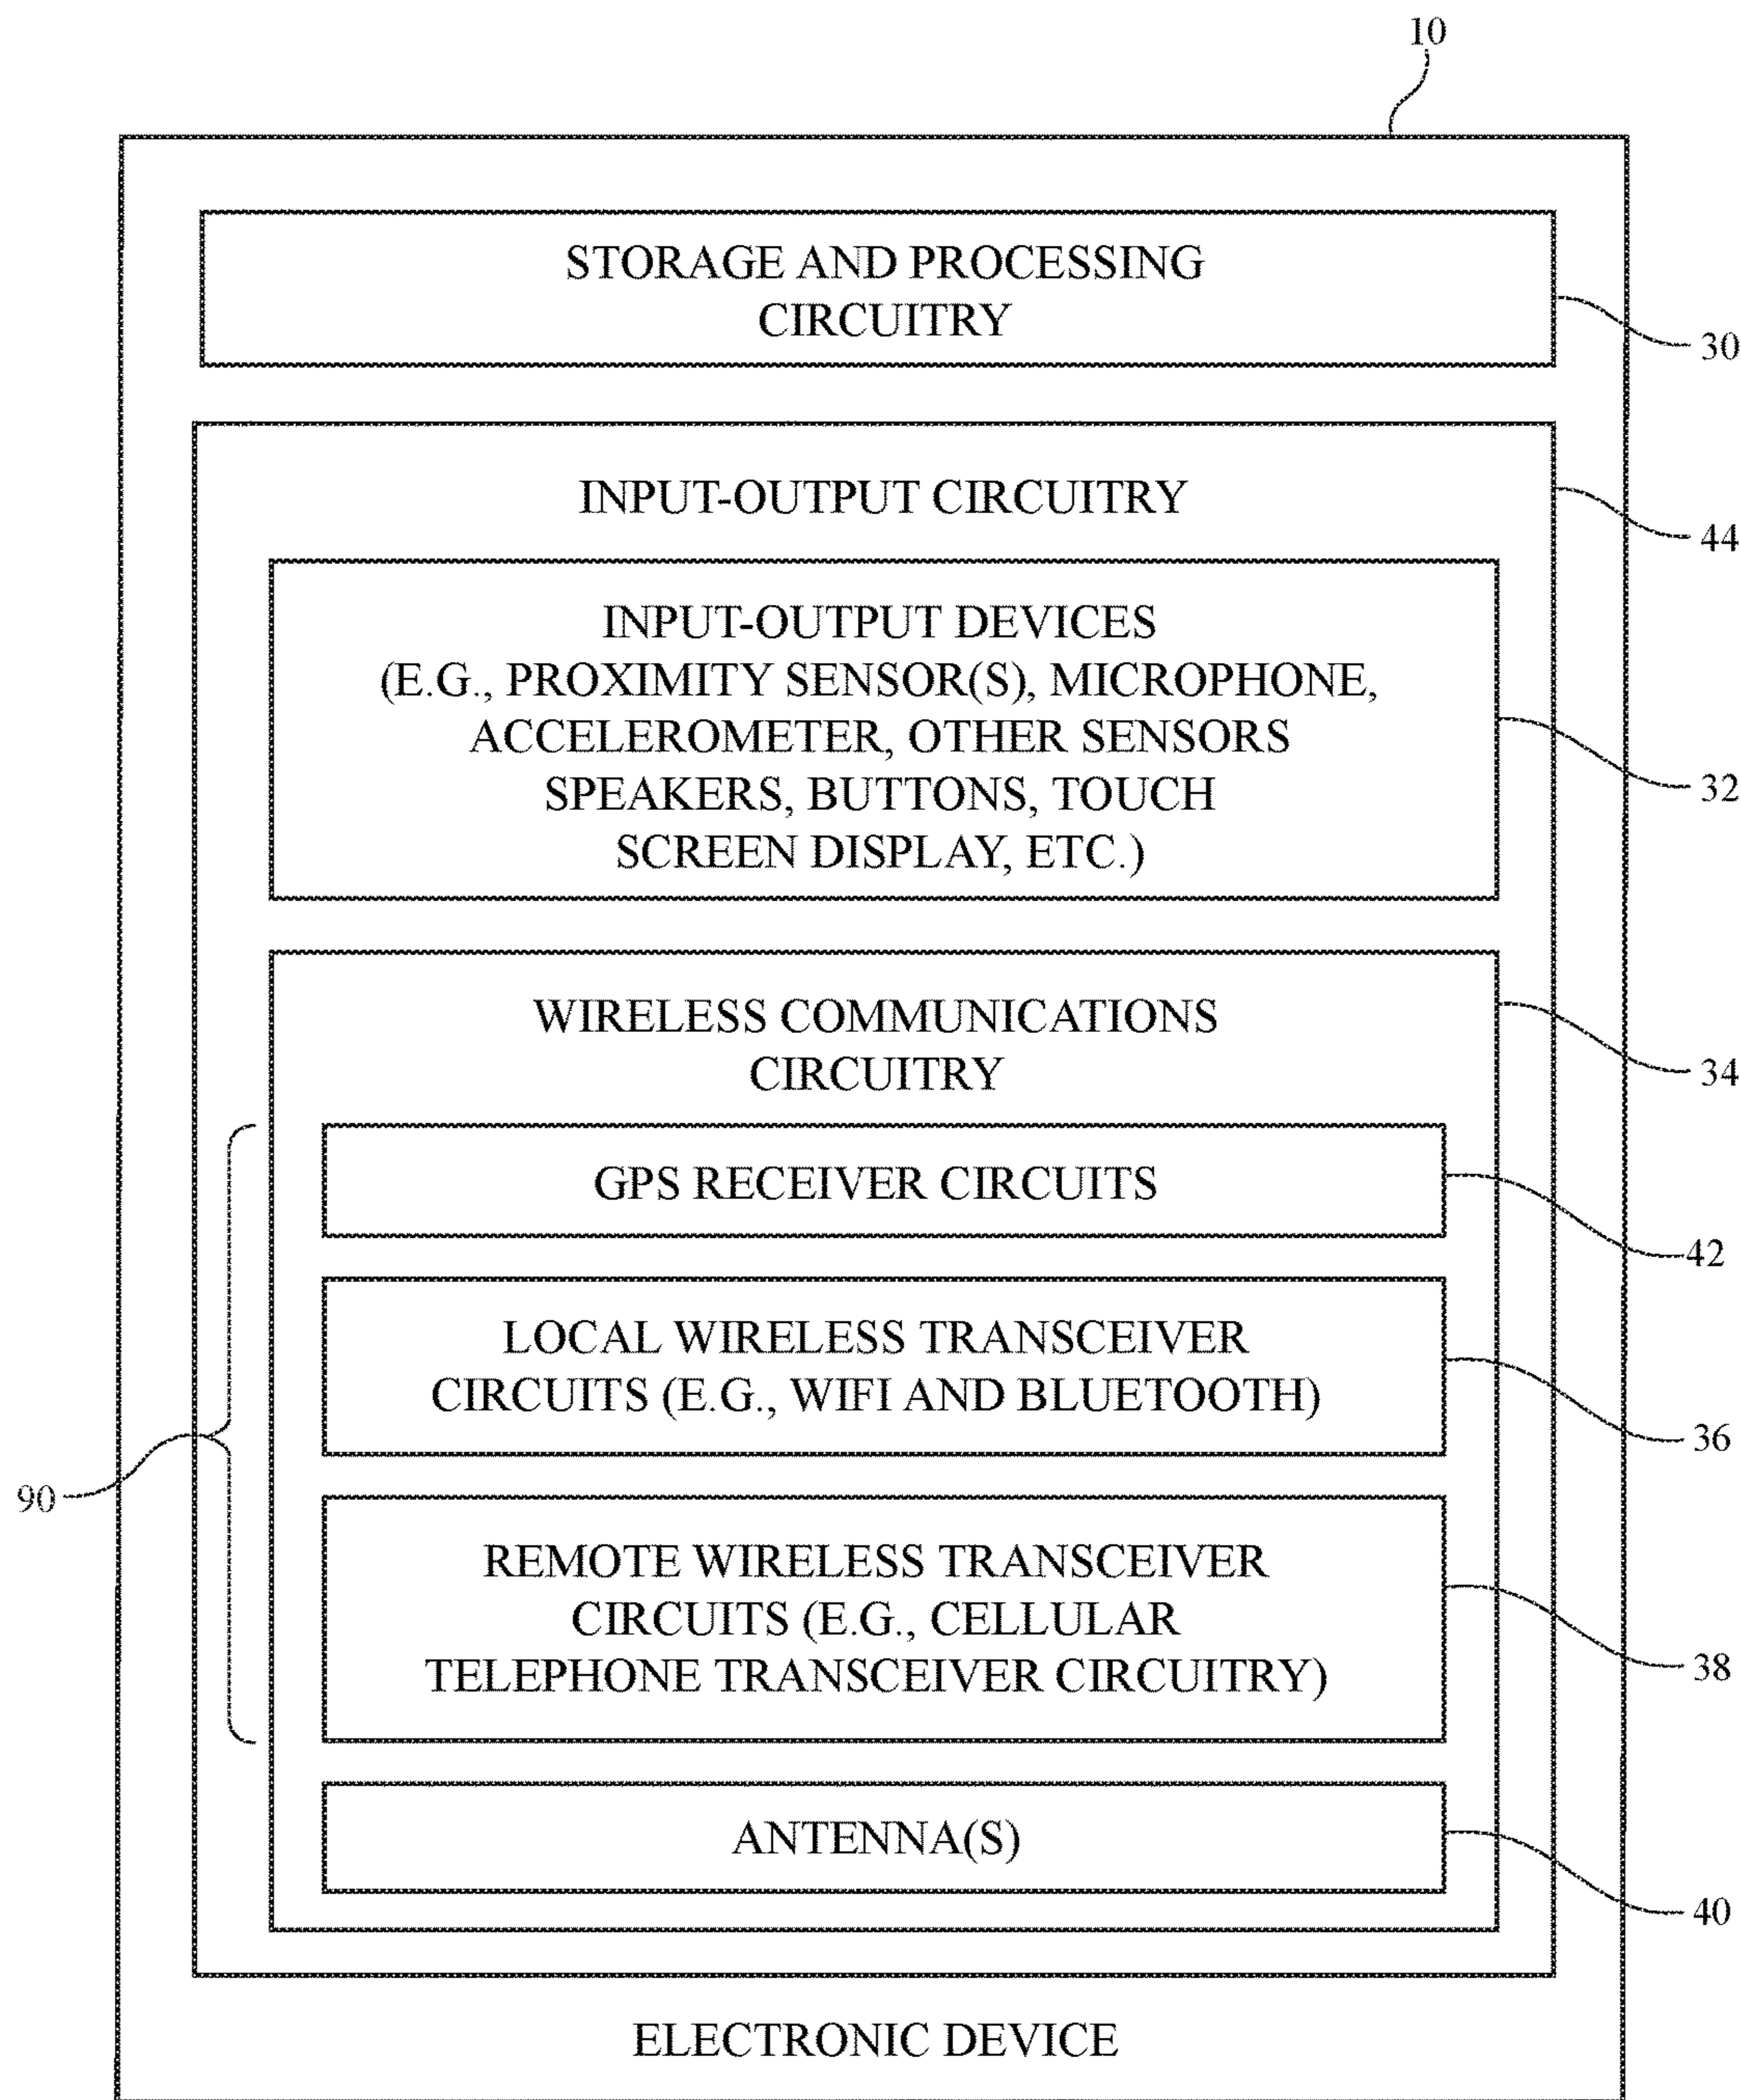 10
STORAGE AND PROCESSING
CIRCUITRY
30
INPUT-OUTPUT CIRCUITRY
44
INPUT-OUTPUT DEVICES
(E.G., PROXIMITY SENSOR(S), MICROPHONE,
ACCELEROMETER, OTHER SENSORS
SPEAKERS, BUTTONS, TOUCH
SCREEN DISPLAY, ETC.)
32
WIRELESS COMMUNICATIONS
CIRCUITRY
34
GPS RECEIVER CIRCUITS
42
LOCAL WIRELESS TRANSCEIVER
CIRCUITS (E.G., WIFI AND BLUETOOTH)
36
90
REMOTE WIRELESS TRANSCEIVER
CIRCUITS (E.G., CELLULAR
TELEPHONE TRANSCEIVER CIRCUITRY)
38
ANTENNA(S)
40
ELECTRONIC DEVICE